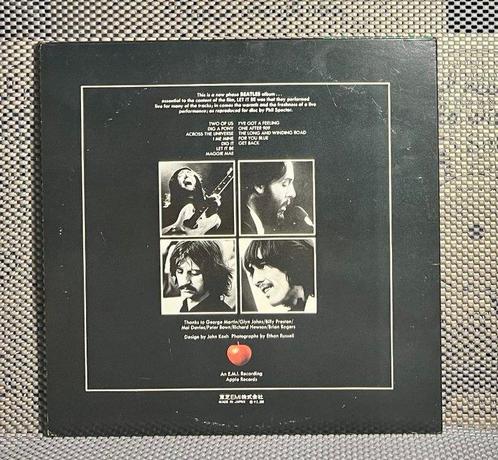 This is a new phase BEATLES album . . .
essential to the content of the film, LET IT BE was that they performed
live for many of the tracks; in comes the warmth and the freshness of a live
performance; as reproduced for disc by Phil Spector.
TWO OF US I'VE GOT A FEELING
DIG A PONY ONE AFTER 909
ACROSS THE UNIVERSE THE LONG AND WINDING ROAD
I ME MINE FOR YOU BLUE
DIG IT GET BACK
LET IT BE
MAGGIE MAE
Thanks to George Martin/Glyn Johns/Billy Preston/
Mal Davies/Peter Bown/Richard Hewson/Brian Rogers
Design by John Kosh Photographs by Ethan Russell
An E.M.I. Recording
Apple Records
東芝EMI株式会社
MADE IN JAPAN